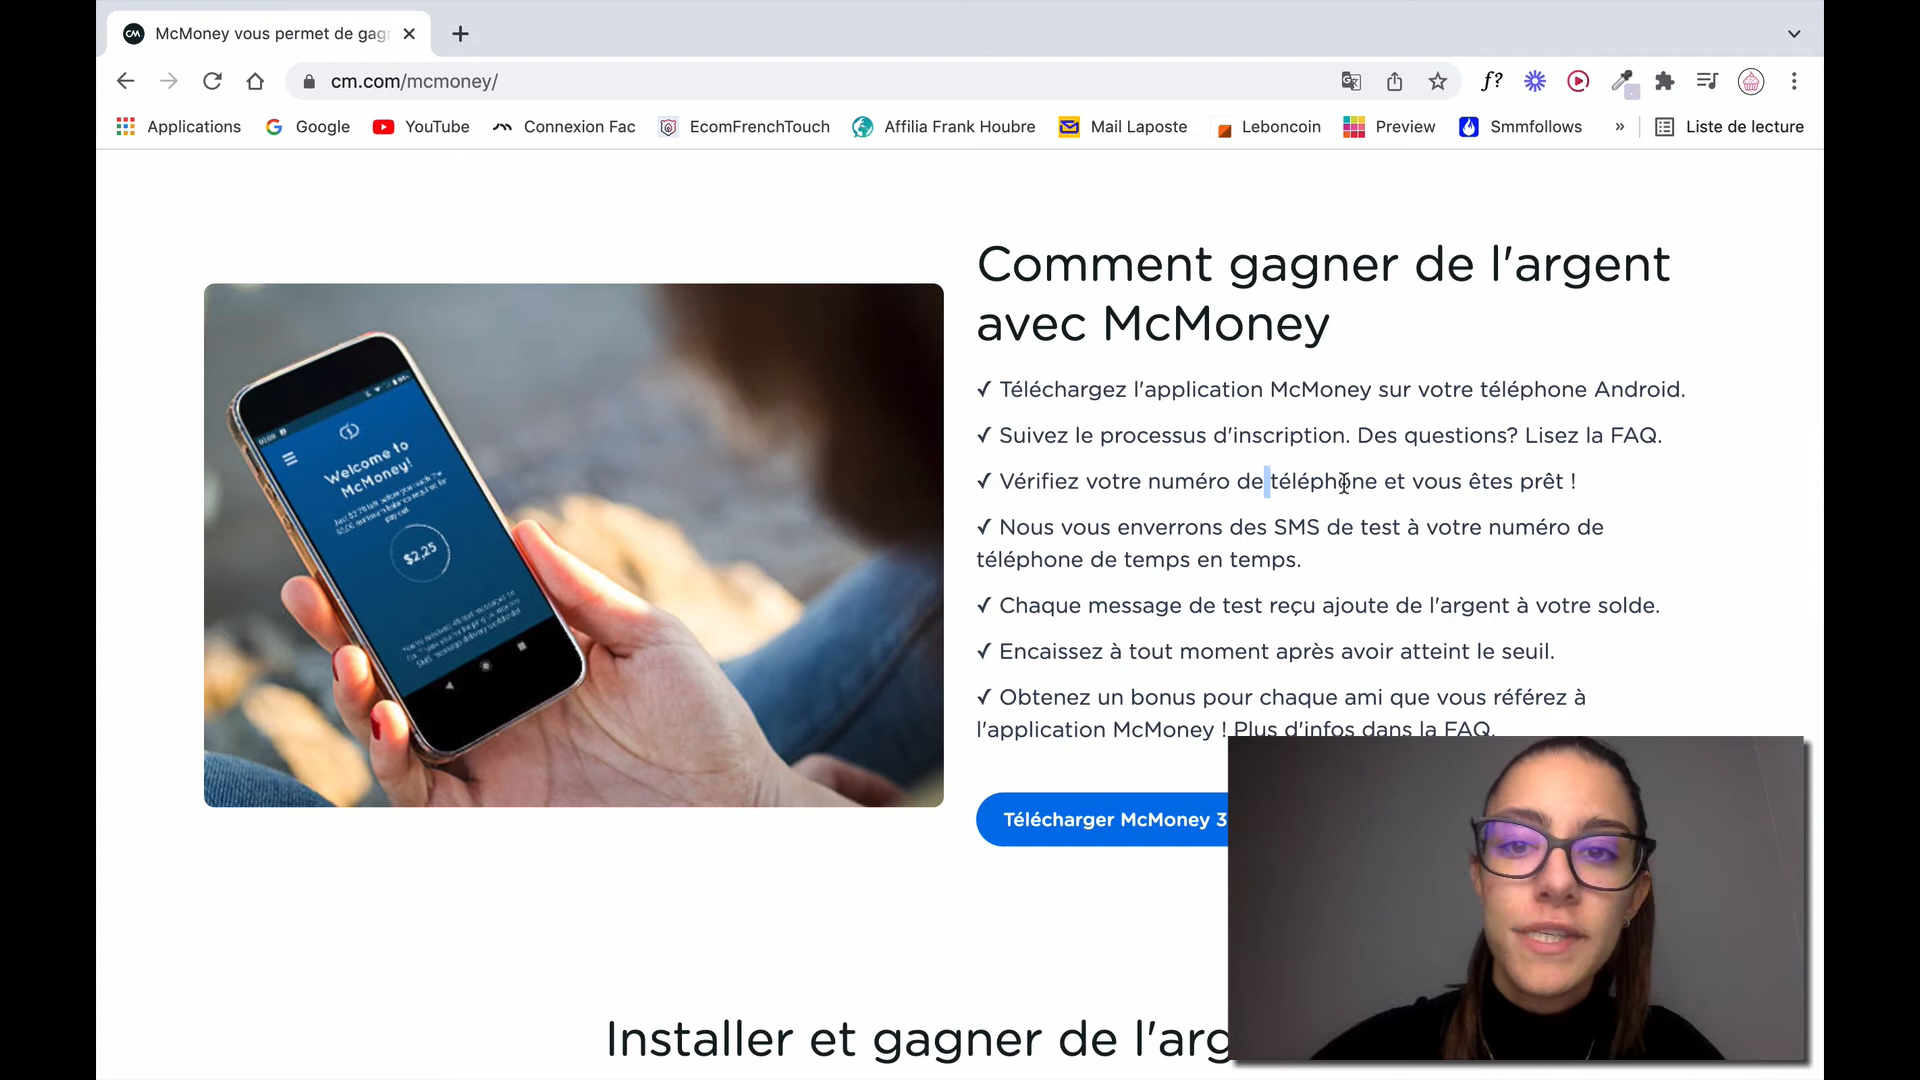 McMoney vous permet de gagn
cm.com/mcmoney/
f?
Applications Google YouTube Connexion Fac EcomFrenchTouch Affilia Frank Houbre Mail Laposte Leboncoin Preview Smmfollows » Liste de lecture
Comment gagner de l'argent
avec McMoney
✓ Téléchargez l'application McMoney sur votre téléphone Android.
✓ Suivez le processus d'inscription. Des questions? Lisez la FAQ.
✓ Vérifiez votre numéro de téléphone et vous êtes prêt !
✓ Nous vous enverrons des SMS de test à votre numéro de
téléphone de temps en temps.
✓ Chaque message de test reçu ajoute de l'argent à votre solde.
✓ Encaissez à tout moment après avoir atteint le seuil.
✓ Obtenez un bonus pour chaque ami que vous référez à
l'application McMoney ! Plus d'infos dans la FAQ.
Télécharger McMoney 3
Welcome to
McMoney!
$2,25
Installer et gagner de l'arg